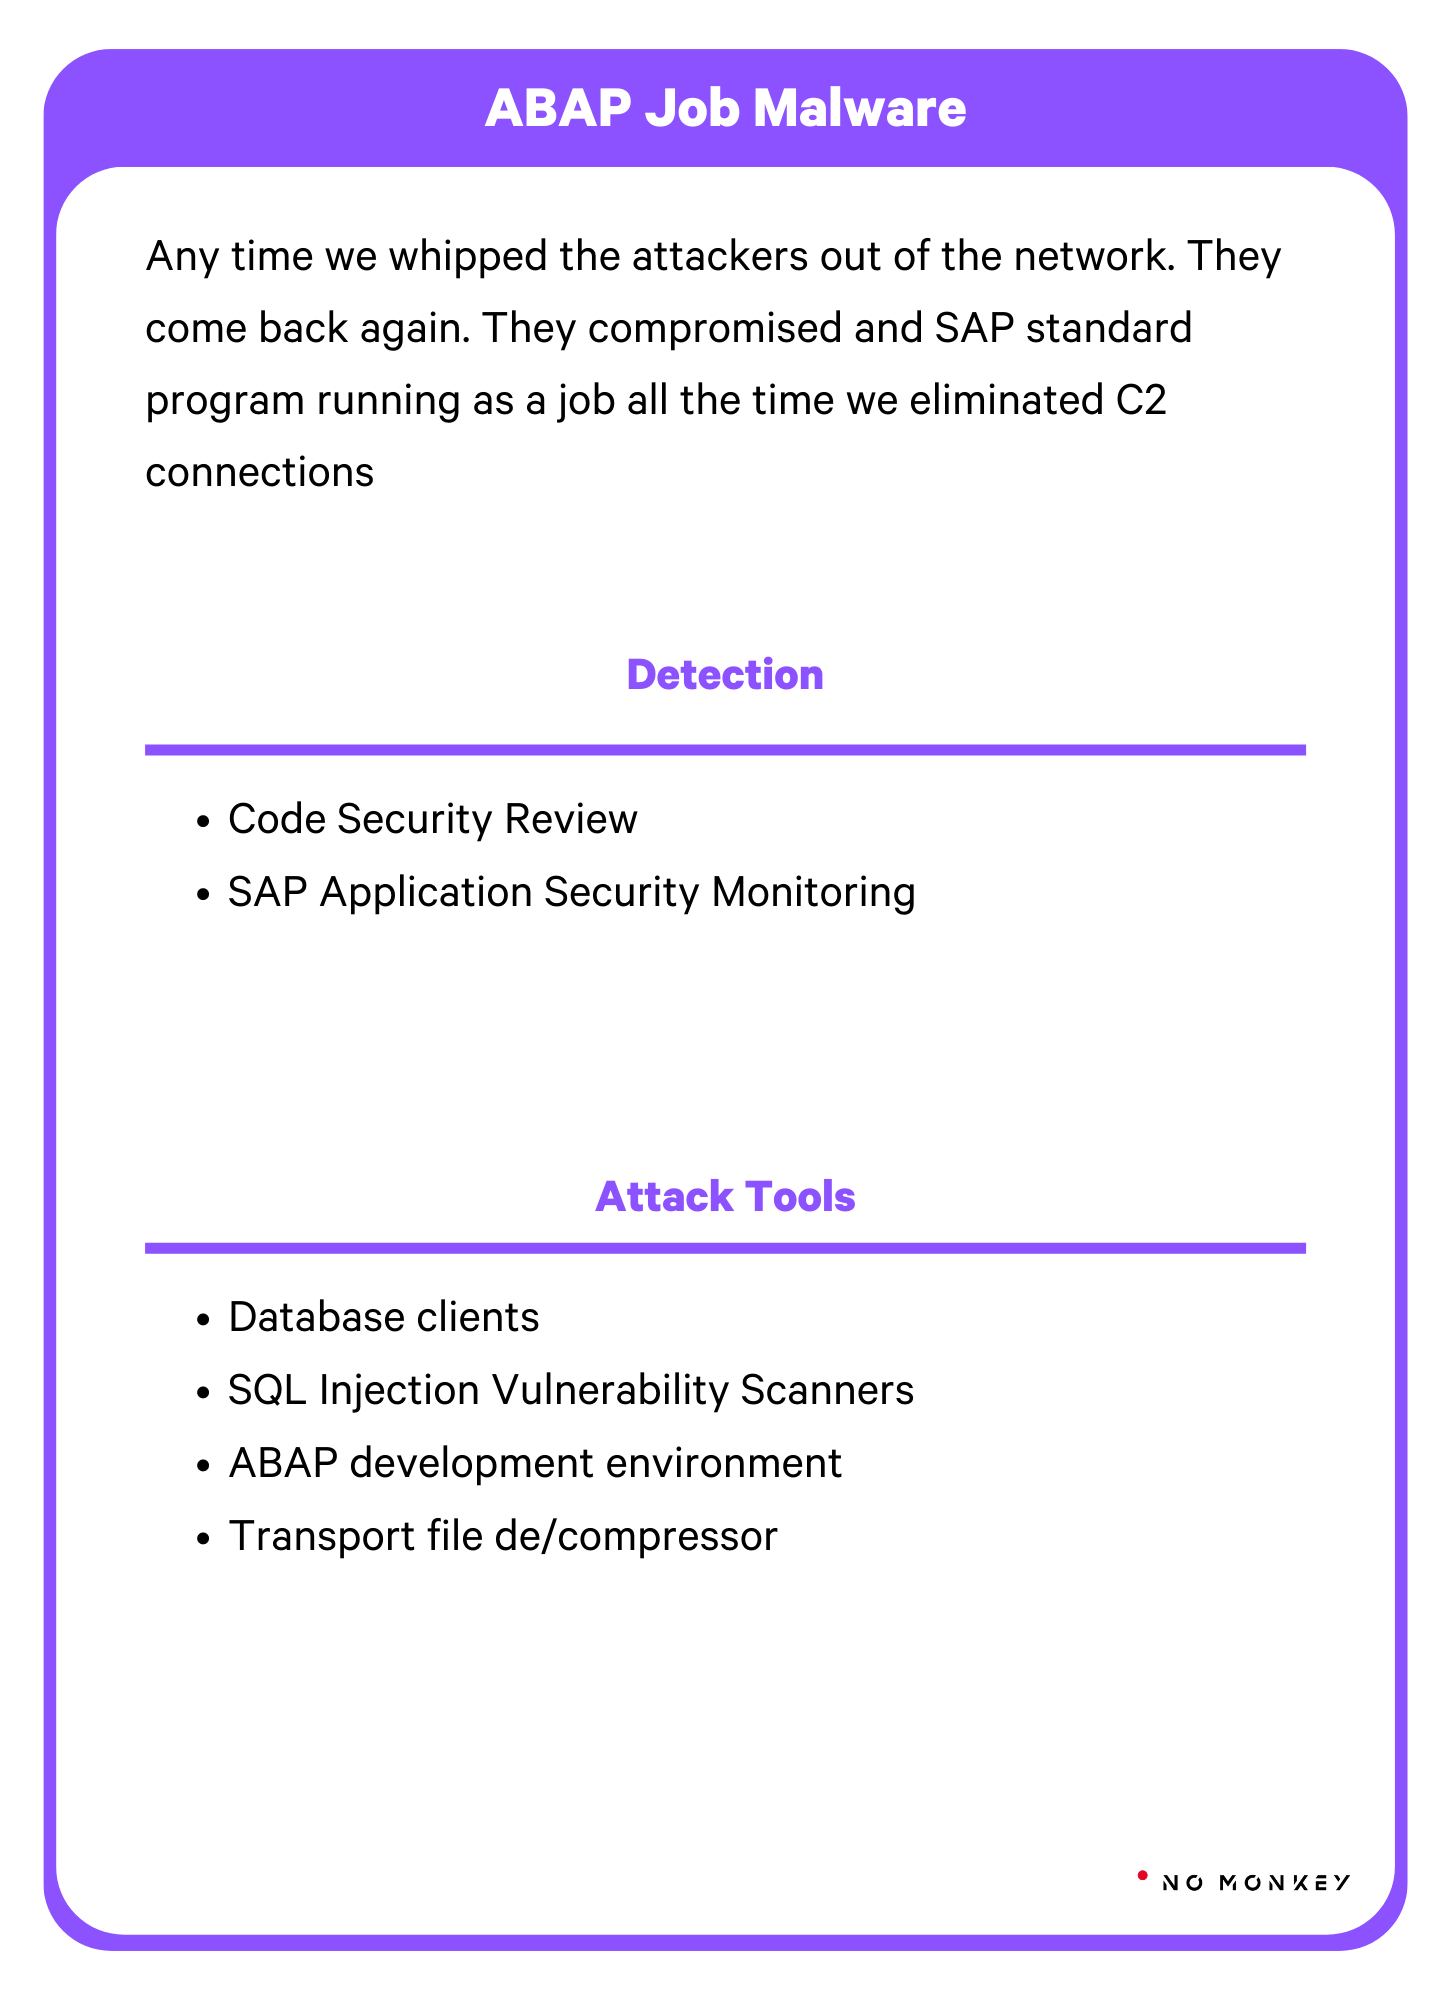 ABAP Job Malware
Any time we whipped the attackers out of the network. They
come back again. They compromised and SAP standard
program running as a job all the time we eliminated C2
connections
Detection
• Code Security Review
• SAP Application Security Monitoring
Attack Tools
• Database clients
• SQL Injection Vulnerability Scanners
• ABAP development environment
• Transport file de/compressor
NO MONKEY